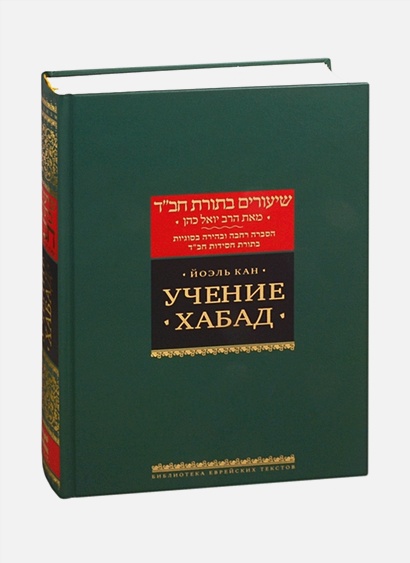 שיעורים בתורת חב"ד
• מאת הרב יואל כהן •
הסברה רחבה ובהירה בסוגיות
בתורת חסידות חב"ד
• ЙОЭЛЬ КАН •
УЧЕНИЕ
• ХАБАД •
БИБЛИОТЕКА ЕВРЕЙСКИХ ТЕКСТОВ